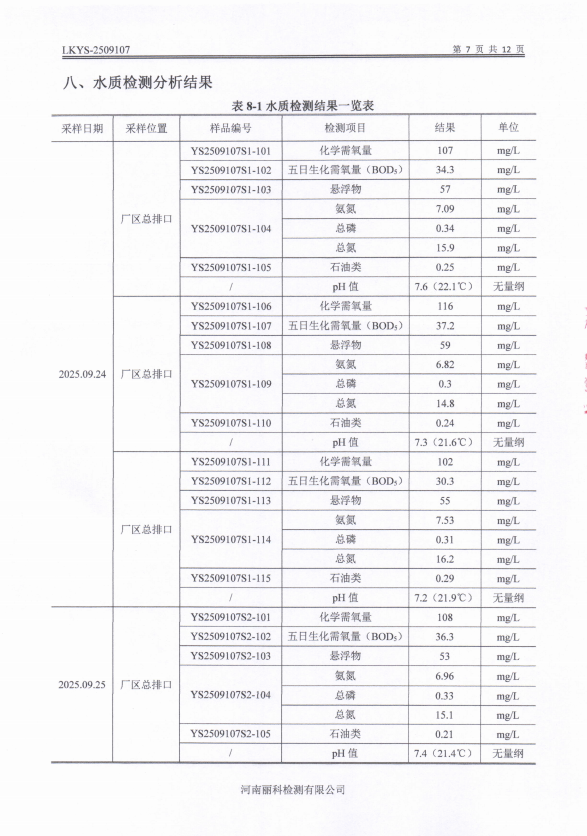 LKYS-2509107 第 7 页 共 12 页
八、水质检测分析结果
表 8-1 水质检测结果一览表
采样日期 采样位置 样品编号 检测项目 结果 单位
2025.09.24 厂区总排口 YS2509107S1-101 化学需氧量 107 mg/L
YS2509107S1-102 五日生化需氧量（BOD₅） 34.3 mg/L
YS2509107S1-103 悬浮物 57 mg/L
YS2509107S1-104 氨氮 7.09 mg/L
总磷 0.34 mg/L
总氮 15.9 mg/L
YS2509107S1-105 石油类 0.25 mg/L
/ pH 值 7.6（22.1℃） 无量纲
厂区总排口 YS2509107S1-106 化学需氧量 116 mg/L
YS2509107S1-107 五日生化需氧量（BOD₅） 37.2 mg/L
YS2509107S1-108 悬浮物 59 mg/L
YS2509107S1-109 氨氮 6.82 mg/L
总磷 0.3 mg/L
总氮 14.8 mg/L
YS2509107S1-110 石油类 0.24 mg/L
/ pH 值 7.3（21.6℃） 无量纲
厂区总排口 YS2509107S1-111 化学需氧量 102 mg/L
YS2509107S1-112 五日生化需氧量（BOD₅） 30.3 mg/L
YS2509107S1-113 悬浮物 55 mg/L
YS2509107S1-114 氨氮 7.53 mg/L
总磷 0.31 mg/L
总氮 16.2 mg/L
YS2509107S1-115 石油类 0.29 mg/L
/ pH 值 7.2（21.9℃） 无量纲
2025.09.25 厂区总排口 YS2509107S2-101 化学需氧量 108 mg/L
YS2509107S2-102 五日生化需氧量（BOD₅） 36.3 mg/L
YS2509107S2-103 悬浮物 53 mg/L
YS2509107S2-104 氨氮 6.96 mg/L
总磷 0.33 mg/L
总氮 15.1 mg/L
YS2509107S2-105 石油类 0.21 mg/L
/ pH 值 7.4（21.4℃） 无量纲
河南丽科检测有限公司